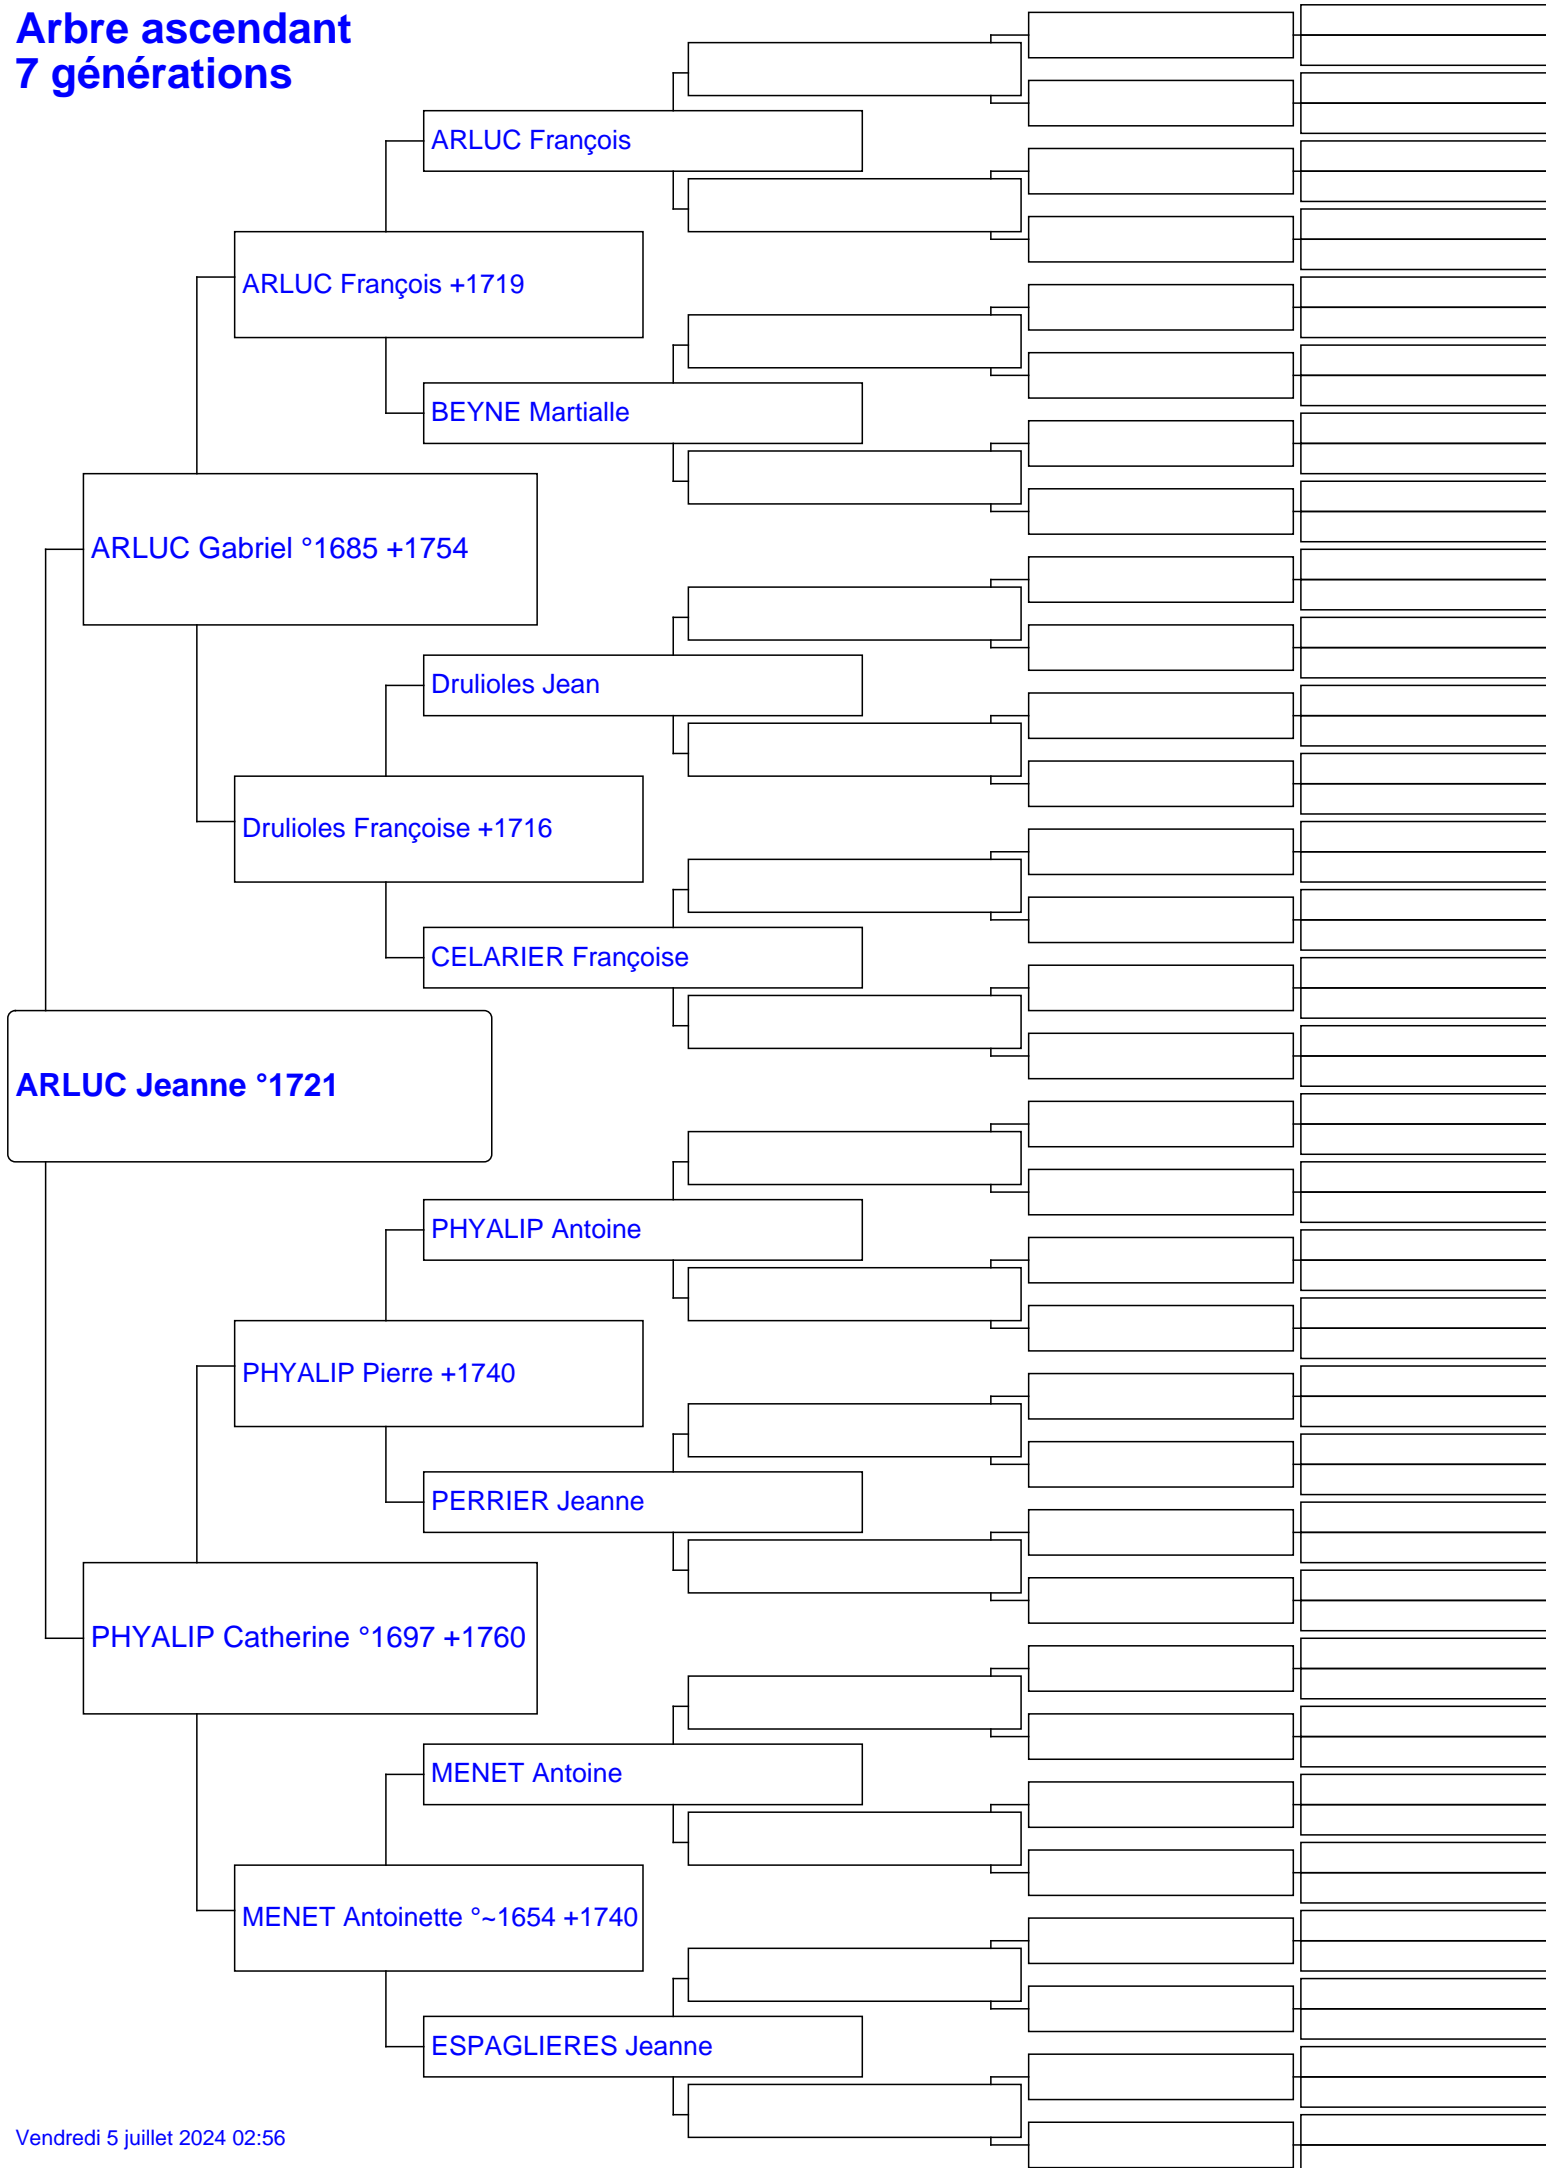 Arbre ascendant
7 générations
ARLUC François
ARLUC François +1719
BEYNE Martialle
ARLUC Gabriel °1685 +1754
Drulioles Jean
Drulioles Françoise +1716
CELARIER Françoise
ARLUC Jeanne °1721
PHYALIP Antoine
PHYALIP Pierre +1740
PERRIER Jeanne
PHYALIP Catherine °1697 +1760
MENET Antoine
MENET Antoinette °~1654 +1740
ESPAGLIERES Jeanne
Vendredi 5 juillet 2024 02:56